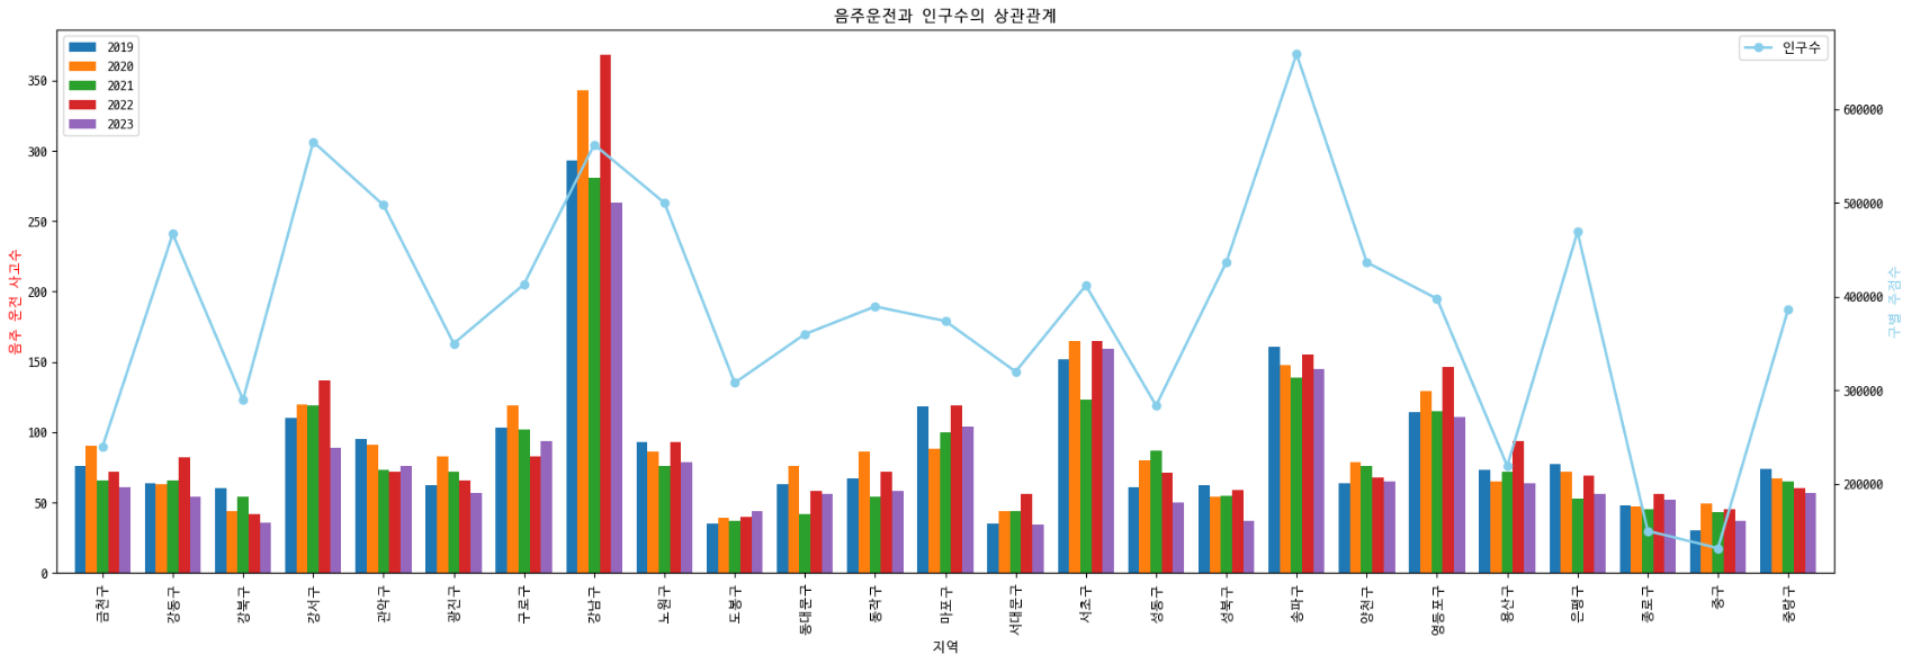 음주운전과 인구수의 상관관계
2019
2020
2021
2022
2023
인구수
350
300
250
200
150
100
50
0
음주 운전 사고수
600000
500000
400000
300000
200000
구별 주점수
금천구
강동구
강북구
강서구
관악구
광진구
구로구
강남구
노원구
도봉구
동대문구
동작구
마포구
서대문구
서초구
성동구
성북구
송파구
양천구
영등포구
용산구
은평구
종로구
중구
중랑구
지역